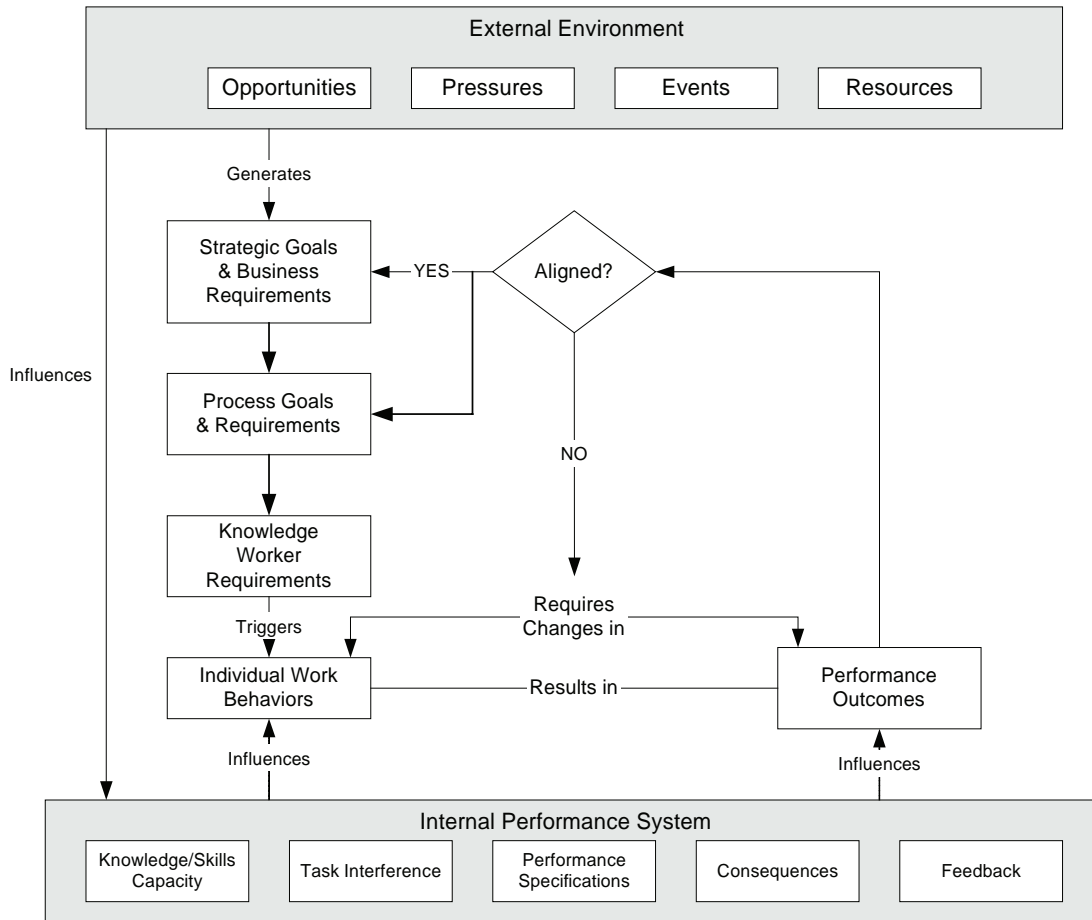 External Environment
Opportunities
Pressures
Events
Resources
Generates
Strategic Goals
& Business
Requirements
YES
Aligned?
Influences
Process Goals
& Requirements
NO
Knowledge
Worker
Requirements
Requires
Changes in
Triggers
Individual Work
Behaviors
Results in
Performance
Outcomes
Influences
Influences
Internal Performance System
Knowledge/Skills
Capacity
Task Interference
Performance
Specifications
Consequences
Feedback